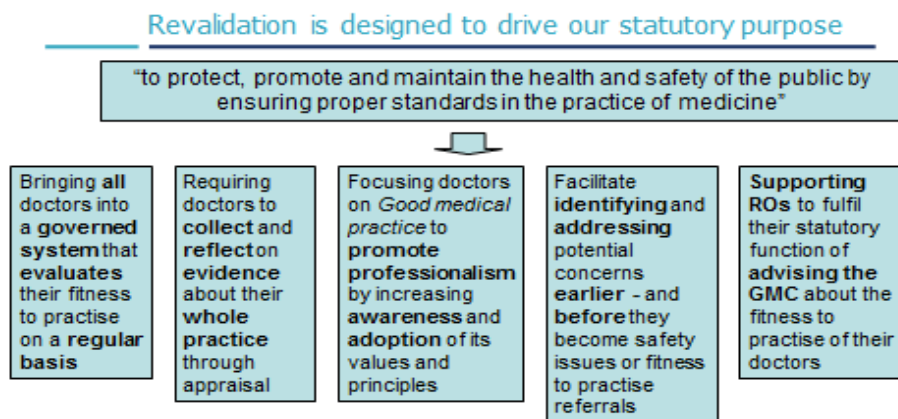 Revalidation is designed to drive our statutory purpose
“to protect, promote and maintain the health and safety of the public by
ensuring proper standards in the practice of medicine”
Bringing all
doctors into
a governed
system that
evaluates
their fitness
to practise
on a regular
basis
Requiring
doctors to
collect and
reflect on
evidence
about their
whole
practice
through
appraisal
Focusing doctors
on Good medical
practice to
promote
professionalism
by increasing
awareness and
adoption of its
values and
principles
Facilitate
identifying and
addressing
potential
concerns
earlier - and
before they
become safety
issues or fitness
to practise
referrals
Supporting
ROs to fulfil
their statutory
function of
advising the
GMC about the
fitness to
practise of their
doctors